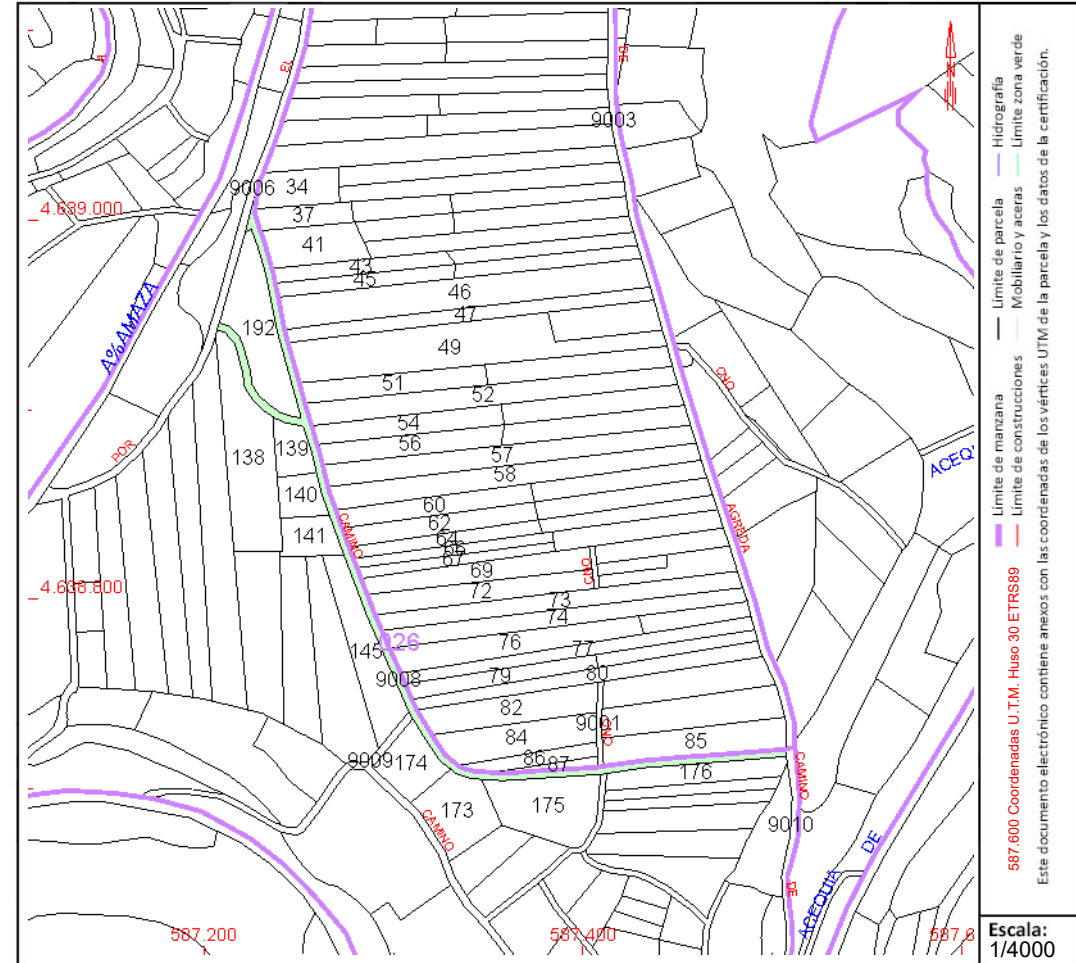 EL
DE
9003
9006
34
4.639.000
37
41
43
45
46
47
192
A%AMAZA
49
51
52
CNO
54
56
POR
138
139
57
58
ACEQ
140
60
62
64
66
67
CAMINO
141
AGREDA
69
CNO
72
4.638.800
73
74
026
76
77
145
9008
79
80
82
9001
CNO
84
85
86
87
9009
174
176
CAMINO
173
175
CAMINO
9010
DE
DE
ACEQUIA
587.200
587.400
587.6
Límite de manzana
Límite de parcela
Hidrografía
Límite de construcciones
Mobiliario y aceras
Límite zona verde
587.600 Coordenadas U.T.M. Huso 30 ETRS89
Este documento electrónico contiene anexos con las coordenadas de los vértices UTM de la parcela y los datos de la certificación.
Escala:
1/4000